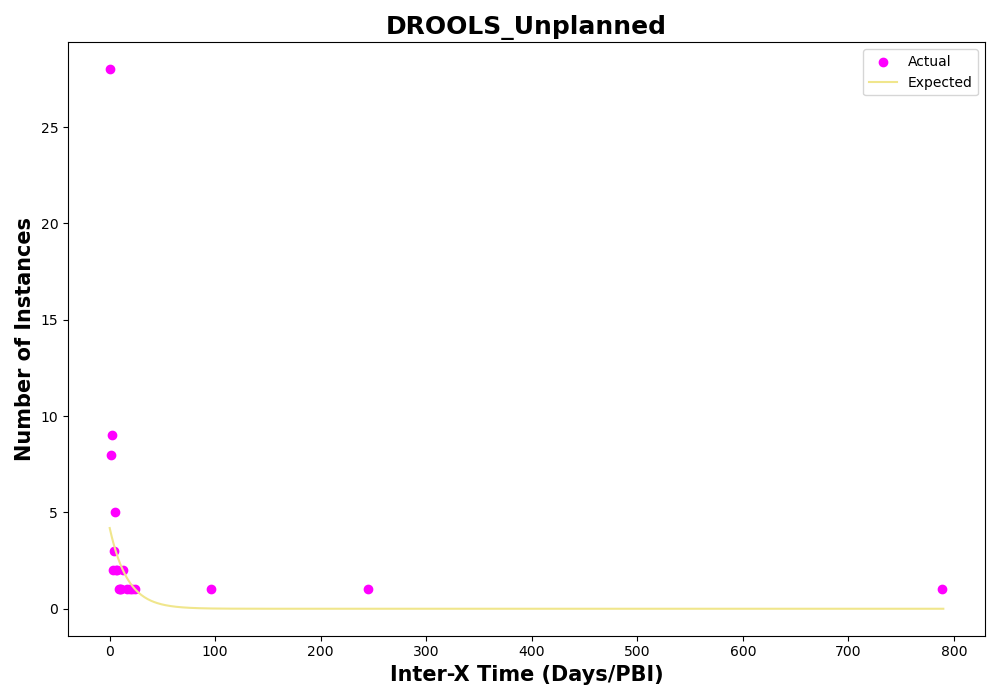 DROOLS_Unplanned
Actual
Expected
Number of Instances
25
20
15
10
5
0
0 100 200 300 400 500 600 700 800
Inter-X Time (Days/PBI)